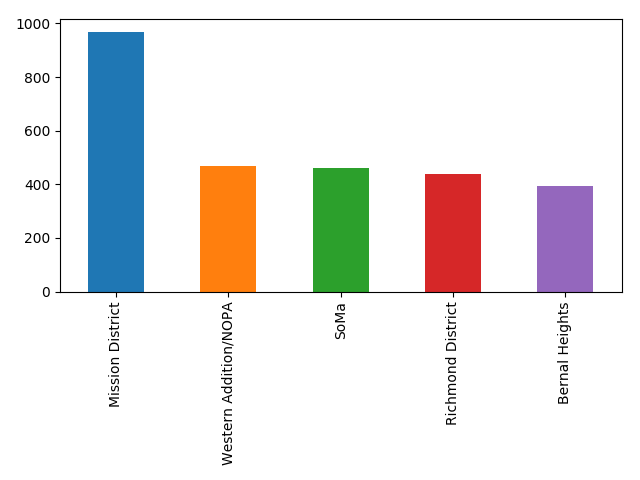 1000
800
600
400
200
0
Mission District
Western Addition/NOPA
SoMa
Richmond District
Bernal Heights